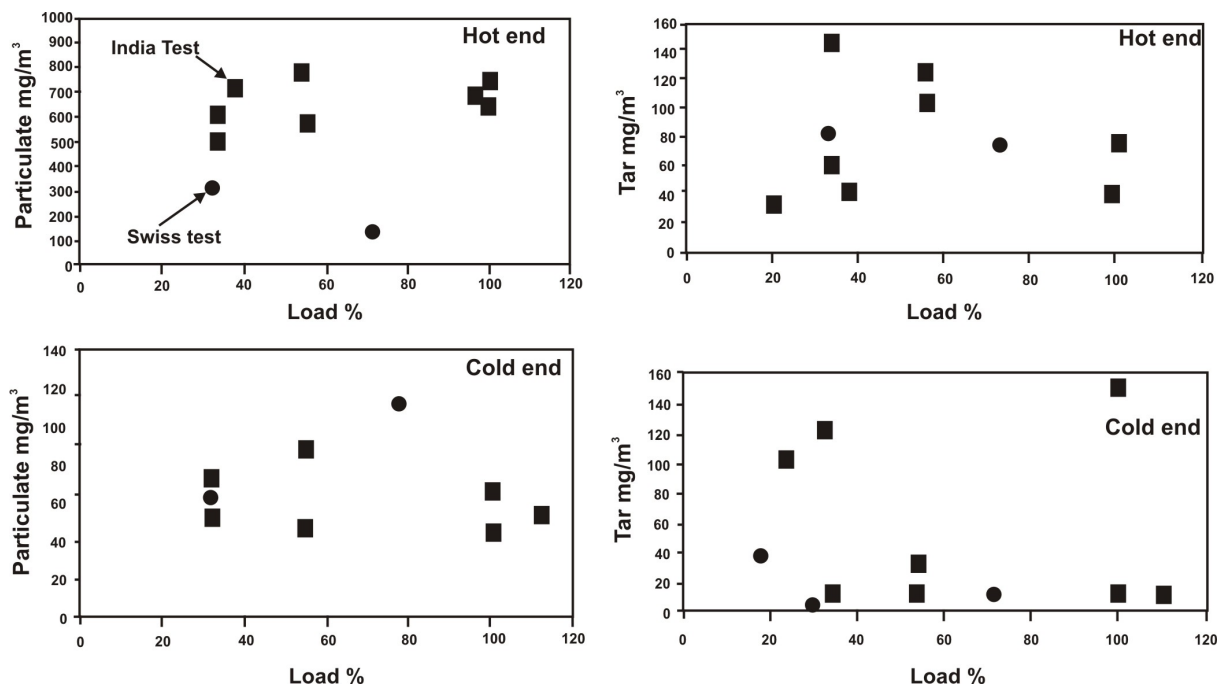 Particulate mg/m³
1000
900
800
700
600
500
400
300
200
100
0
India Test
Swiss test
Hot end
0 20 40 60 80 100 120
Load %
Tar mg/m³
160
140
120
100
80
60
40
20
0
Hot end
0 20 40 60 80 100 120
Load %
Particulate mg/m³
140
120
100
80
60
40
20
0
Cold end
0 20 40 60 80 100 120
Load %
Tar mg/m³
160
140
120
100
80
60
40
20
0
Cold end
0 20 40 60 80 100 120
Load %